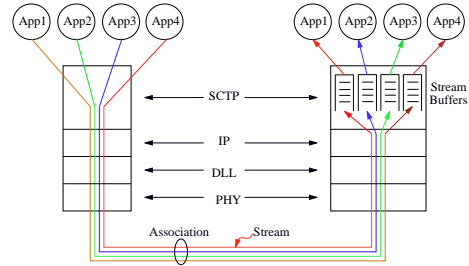 App1 App2 App3 App4
App1 App2 App3 App4
SCTP
Stream
Buffers
IP
DLL
PHY
Association
Stream